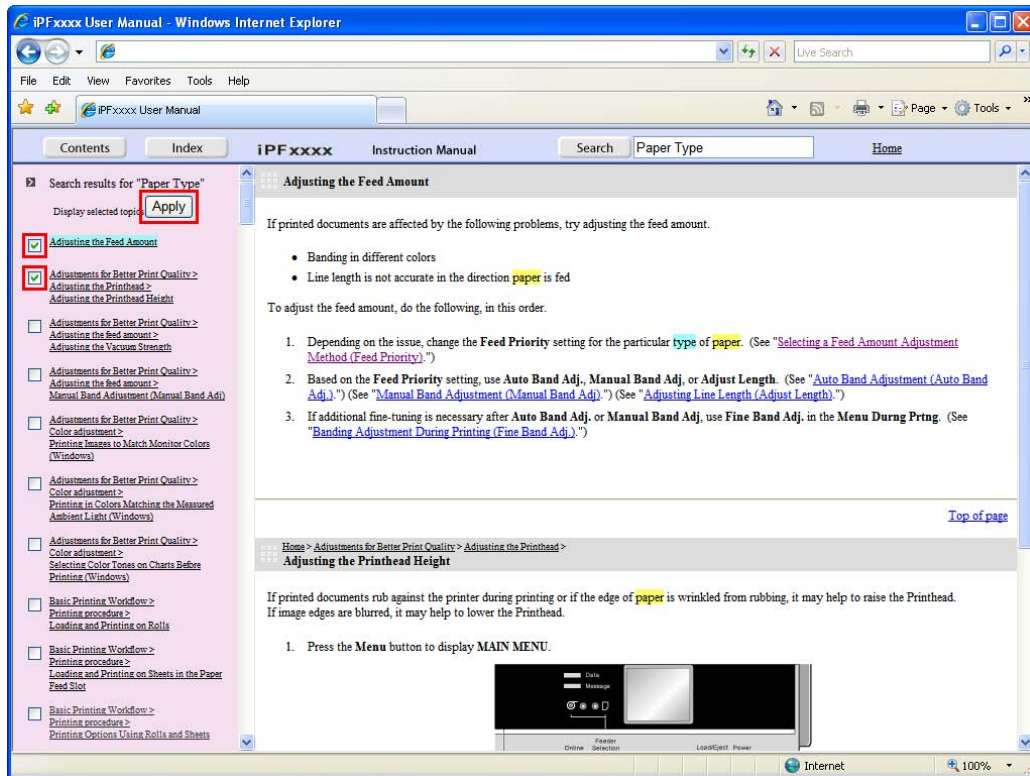 iPFxxxx User Manual - Windows Internet Explorer
Live Search
File Edit View Favorites Tools Help
iPFxxxx User Manual
Page Tools
Contents Index iPFxxxx Instruction Manual Search Paper Type Home
Search results for "Paper Type"
Display selected topics
Apply
Adjusting the Feed Amount
Adjustments for Better Print Quality >
Adjusting the Printhead >
Adjusting the Printhead Height
Adjustments for Better Print Quality >
Adjusting the feed amount >
Adjusting the Vacuum Strength
Adjustments for Better Print Quality >
Adjusting the feed amount >
Manual Band Adjustment (Manual Band Adj)
Adjustments for Better Print Quality >
Color adjustment >
Printing Images to Match Monitor Colors
(Windows)
Adjustments for Better Print Quality >
Color adjustment >
Printing in Colors Matching the Measured
Ambient Light (Windows)
Adjustments for Better Print Quality >
Color adjustment >
Selecting Color Tones on Charts Before
Printing (Windows)
Basic Printing Workflow >
Printing procedure >
Loading and Printing on Rolls
Basic Printing Workflow >
Printing procedure >
Loading and Printing on Sheets in the Paper
Feed Slot
Basic Printing Workflow >
Printing procedure >
Printing Options Using Rolls and Sheets
Adjusting the Feed Amount
If printed documents are affected by the following problems, try adjusting the feed amount.
• Banding in different colors
• Line length is not accurate in the direction paper is fed
To adjust the feed amount, do the following, in this order.
1. Depending on the issue, change the Feed Priority setting for the particular type of paper. (See "Selecting a Feed Amount Adjustment
Method (Feed Priority).")
2. Based on the Feed Priority setting, use Auto Band Adj., Manual Band Adj, or Adjust Length. (See "Auto Band Adjustment (Auto Band
Adj.).") (See "Manual Band Adjustment (Manual Band Adj).") (See "Adjusting Line Length (Adjust Length).")
3. If additional fine-tuning is necessary after Auto Band Adj. or Manual Band Adj, use Fine Band Adj. in the Menu Durng Prtng. (See
"Banding Adjustment During Printing (Fine Band Adj.).")
Top of page
Home > Adjustments for Better Print Quality > Adjusting the Printhead >
Adjusting the Printhead Height
If printed documents rub against the printer during printing or if the edge of paper is wrinkled from rubbing, it may help to raise the Printhead.
If image edges are blurred, it may help to lower the Printhead.
1. Press the Menu button to display MAIN MENU.
Data
Message
Feeder
Online Selection Load/Eject Power
Internet 100%